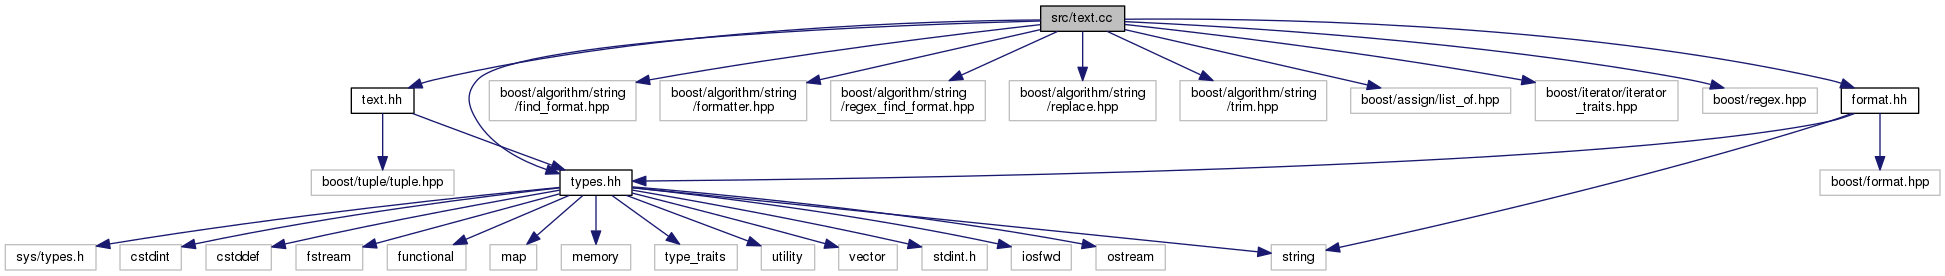 src/text.cc
text.hh
boost/algorithm/string
/find_format.hpp
boost/algorithm/string
/formatter.hpp
boost/algorithm/string
/regex_find_format.hpp
boost/algorithm/string
/replace.hpp
boost/algorithm/string
/trim.hpp
boost/assign/list_of.hpp
boost/iterator/iterator
_traits.hpp
boost/regex.hpp
format.hh
boost/tuple/tuple.hpp
types.hh
boost/format.hpp
sys/types.h
cstdint
cstddef
fstream
functional
map
memory
type_traits
utility
vector
stdint.h
iosfwd
ostream
string